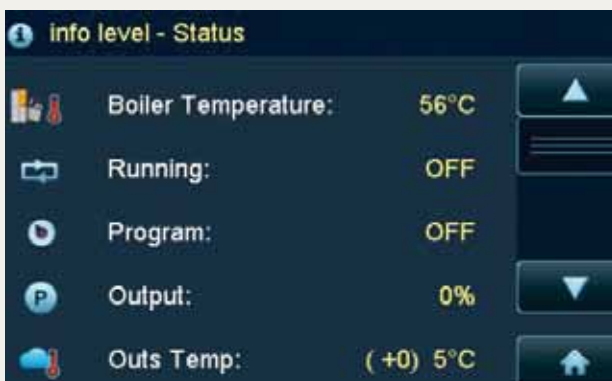 info level - Status
Boiler Temperature: 56°C
Running: OFF
Program: OFF
P Output: 0%
Outs Temp: ( +0) 5°C